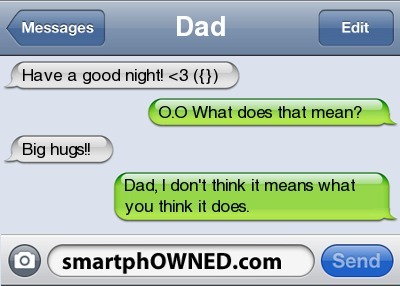 Messages
Dad
Edit
Have a good night! <3 ({})
O.O What does that mean?
Big hugs!!
Dad, I don't think it means what
you think it does.
smartphOWNED.com
Send